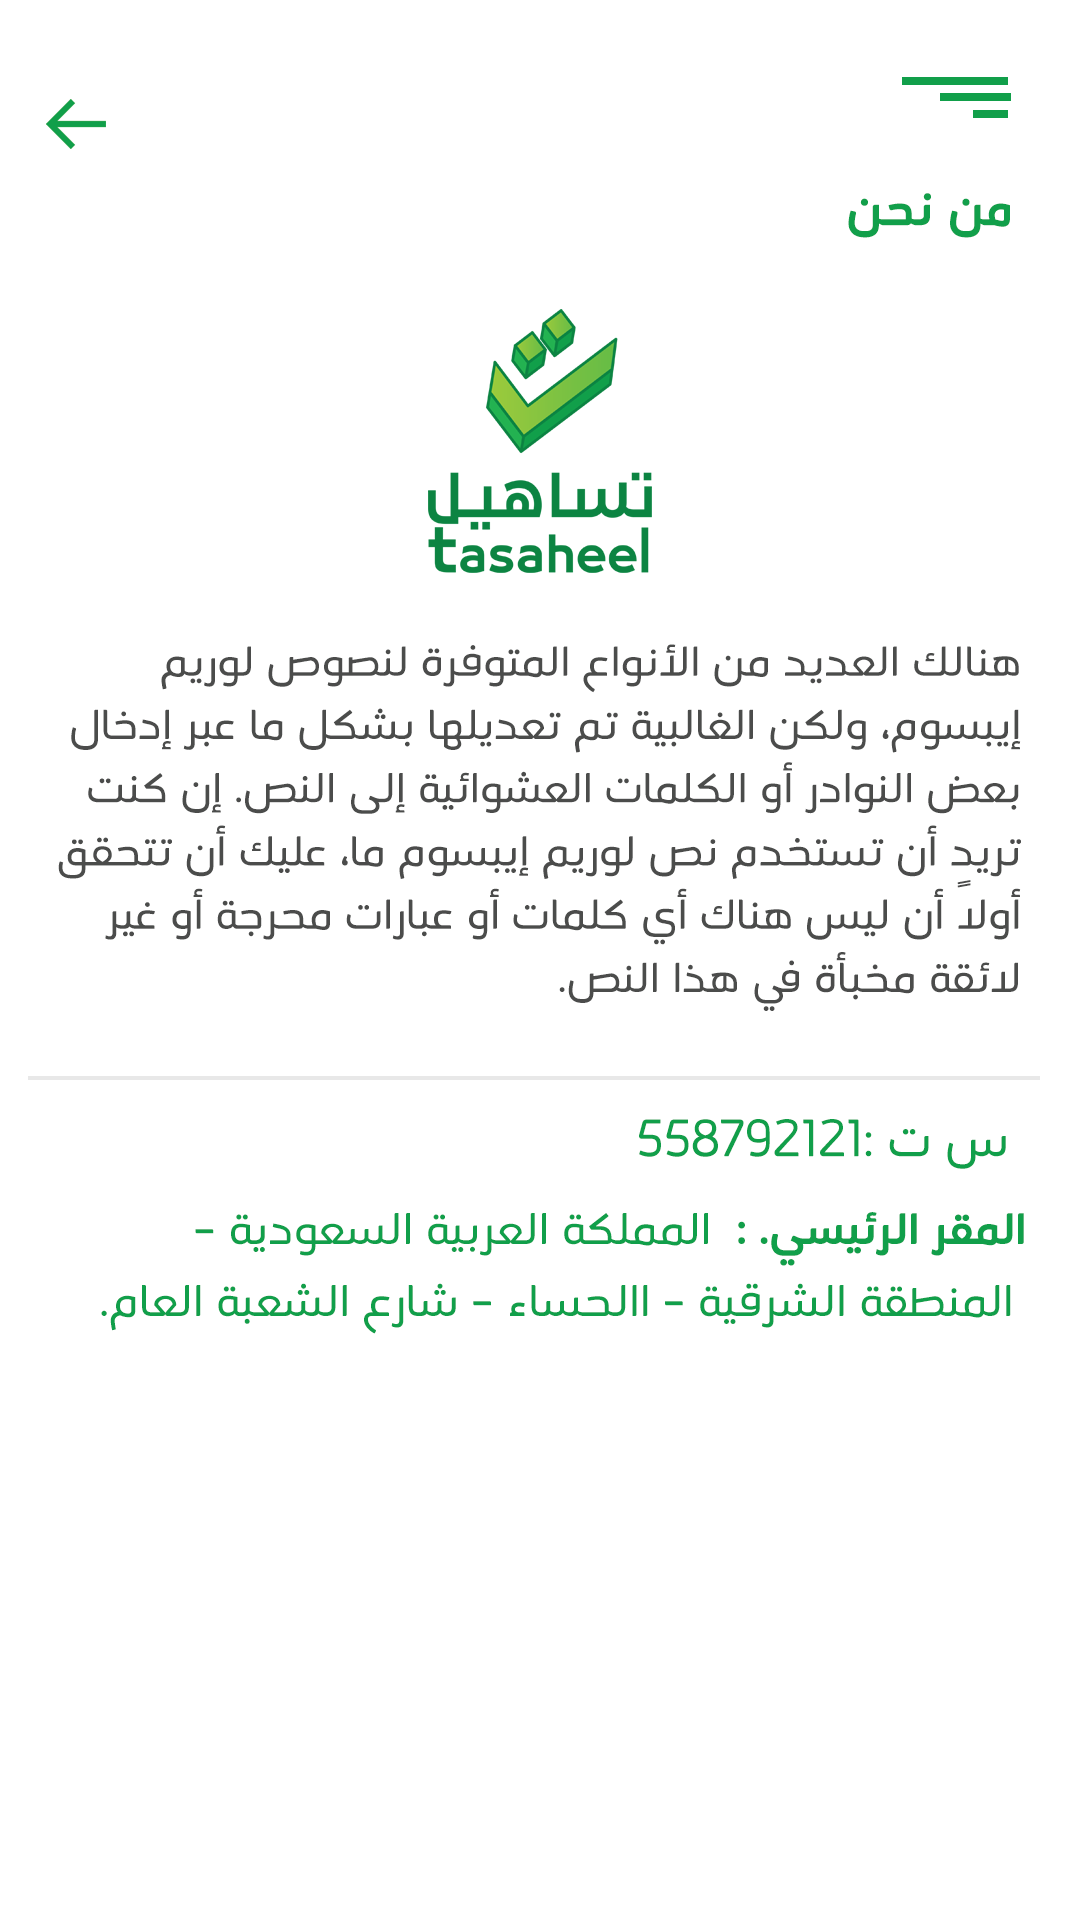 من نحن
تساهيل
tasaheel
هنالك العديد من الأنواع المتوفرة لنصوص لوريم
إيبسوم، ولكن الغالبية تم تعديلها بشكل ما عبر إدخال
بعض النوادر أو الكلمات العشوائية إلى النص. إن كنت
تريد أن تستخدم نص لوريم إيبسوم ما، عليك أن تتحقق
أولاً أن ليس هناك أي كلمات أو عبارات محرجة أو غير
لائقة مخبأة في هذا النص.
س ت :558792121
المقر الرئيسي. : المملكة العربية السعودية -
المنطقة الشرقية - االحساء - شارع الشعبة العام.